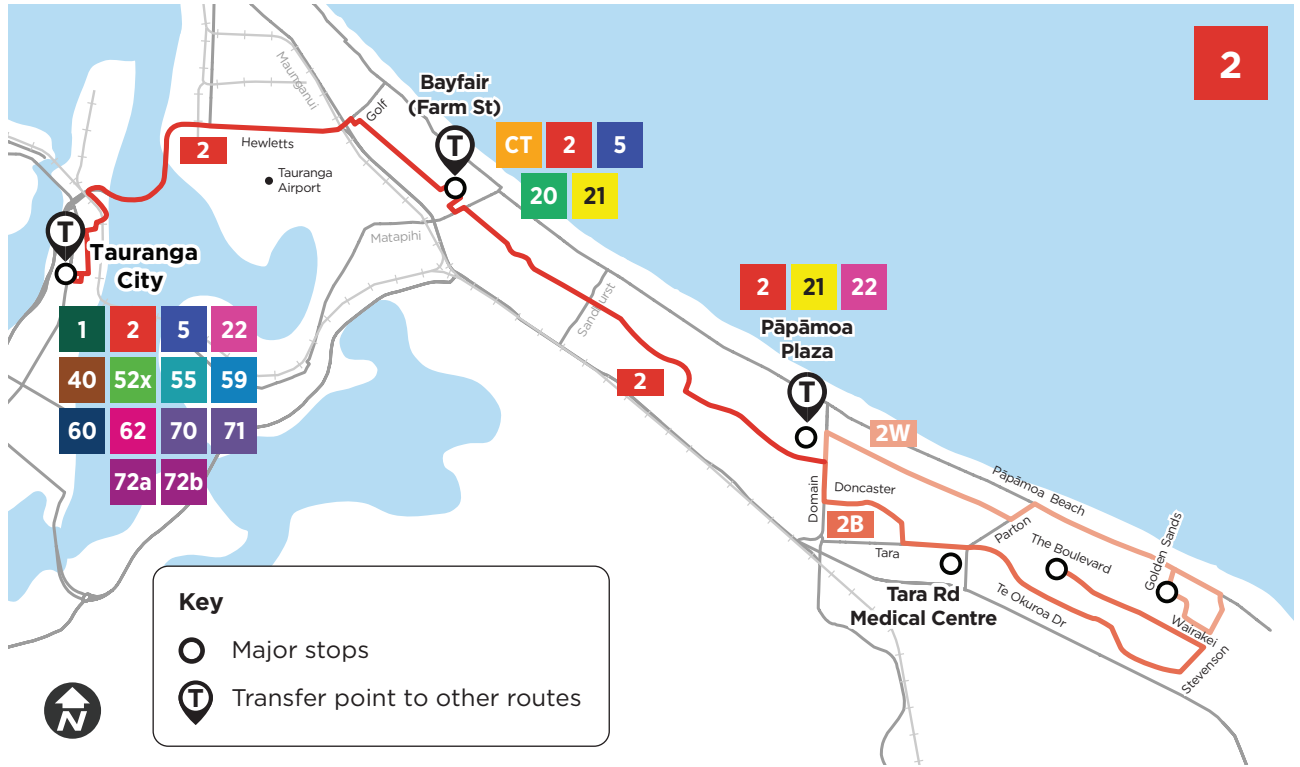 2
Maunganui
Golf
Bayfair
(Farm St)
CT 2 5
20 21
2
Hewletts
Tauranga
Airport
T
T
Tauranga
City
1 2 5 22
40 52x 55 59
60 62 70 71
72a 72b
Matapihi
Sandhurst
2
2 21 22
Pāpāmoa
Plaza
T
2W
Pāpāmoa Beach
Domain
Doncaster
2B
Tara
Parton
The Boulevard
Golden Sands
Tara Rd
Medical Centre
Te Okuroa Dr
Wairakei
Stevenson
Key
Major stops
T Transfer point to other routes
N